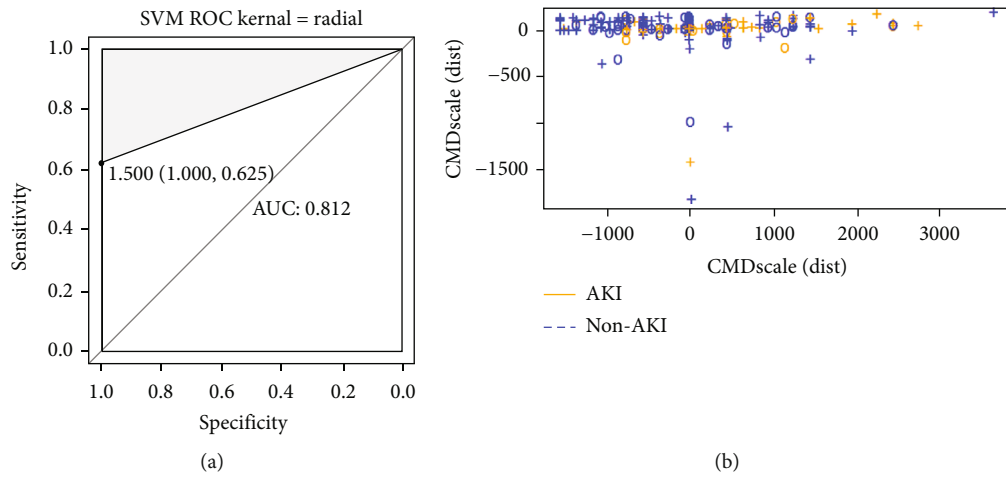 SVM ROC kernal = radial
Sensitivity
1.0
0.8
0.6
0.4
0.2
0.0
1.500 (1.000, 0.625)
AUC: 0.812
1.0 0.8 0.6 0.4 0.2 0.0
Specificity
(a)
CMDscale (dist)
0
−500
−1500
−1000 0 1000 2000 3000
CMDscale (dist)
AKI
Non-AKI
(b)